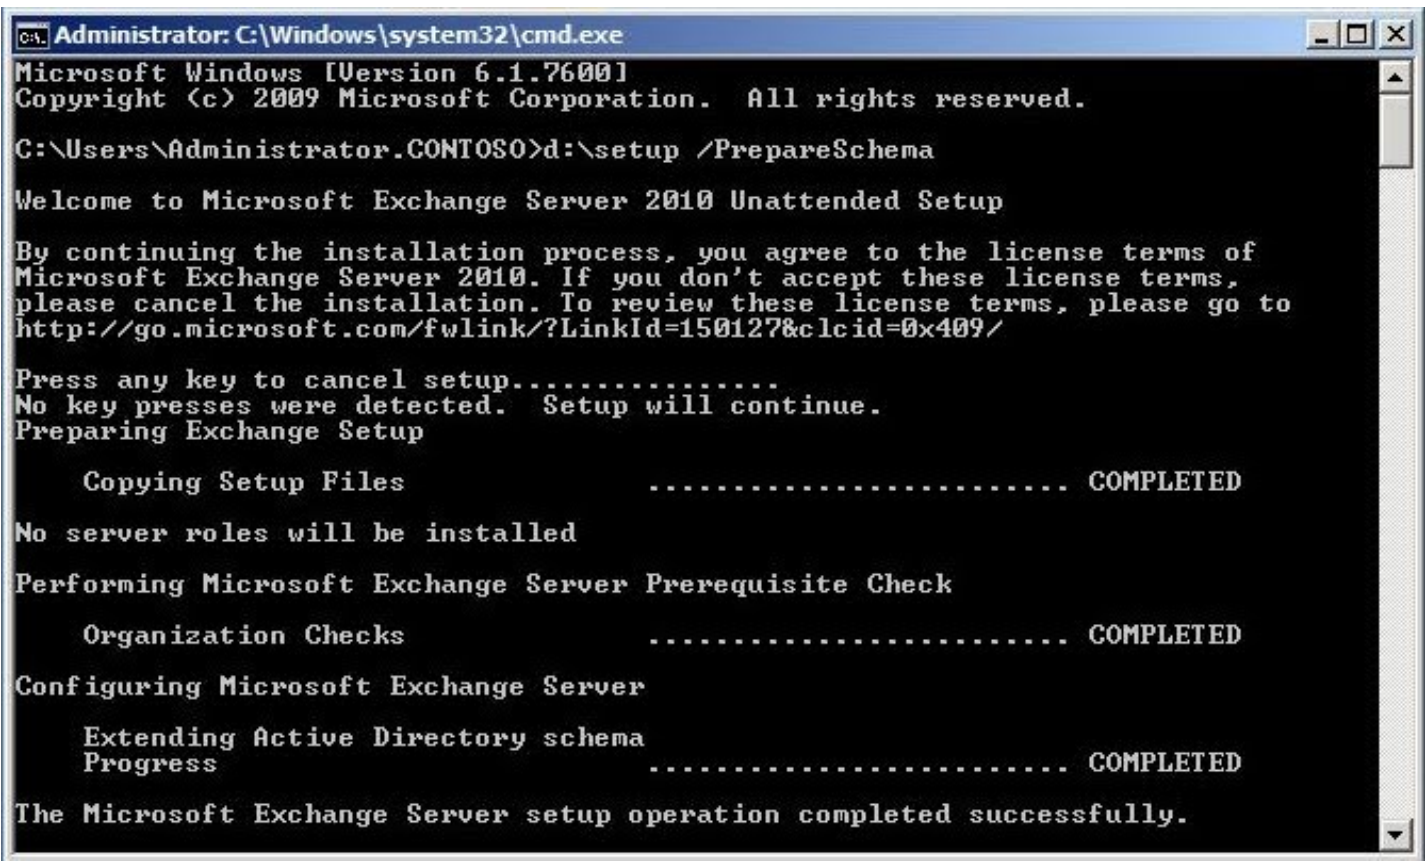 Administrator: C:\Windows\system32\cmd.exe
Microsoft Windows [Version 6.1.7600]
Copyright (c) 2009 Microsoft Corporation.  All rights reserved.
C:\Users\Administrator.CONTOSO>d:\setup /PrepareSchema
Welcome to Microsoft Exchange Server 2010 Unattended Setup
By continuing the installation process, you agree to the license terms of
Microsoft Exchange Server 2010. If you don't accept these license terms,
please cancel the installation. To review these license terms, please go to
http://go.microsoft.com/fwlink/?LinkId=150127&clcid=0x409/
Press any key to cancel setup................
No key presses were detected.  Setup will continue.
Preparing Exchange Setup
Copying Setup Files ......................... COMPLETED
No server roles will be installed
Performing Microsoft Exchange Server Prerequisite Check
Organization Checks ......................... COMPLETED
Configuring Microsoft Exchange Server
Extending Active Directory schema
Progress ......................... COMPLETED
The Microsoft Exchange Server setup operation completed successfully.